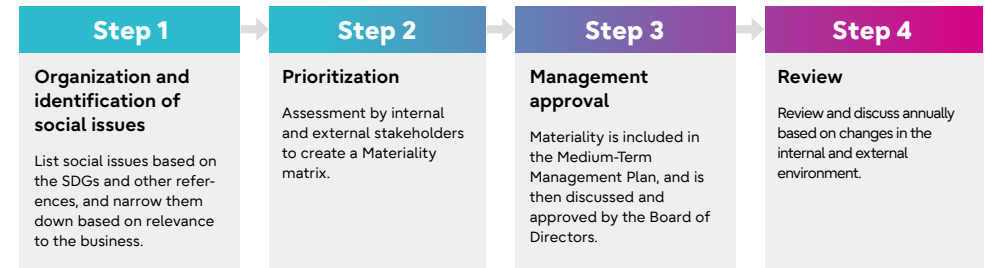 Step 1
Organization and
identification of
social issues
List social issues based on
the SDGs and other refer-
ences, and narrow them
down based on relevance
to the business.
Step 2
Prioritization
Assessment by internal
and external stakeholders
to create a Materiality
matrix.
Step 3
Management
approval
Materiality is included in
the Medium-Term
Management Plan, and is
then discussed and
approved by the Board of
Directors.
Step 4
Review
Review and discuss annually
based on changes in the
internal and external
environment.